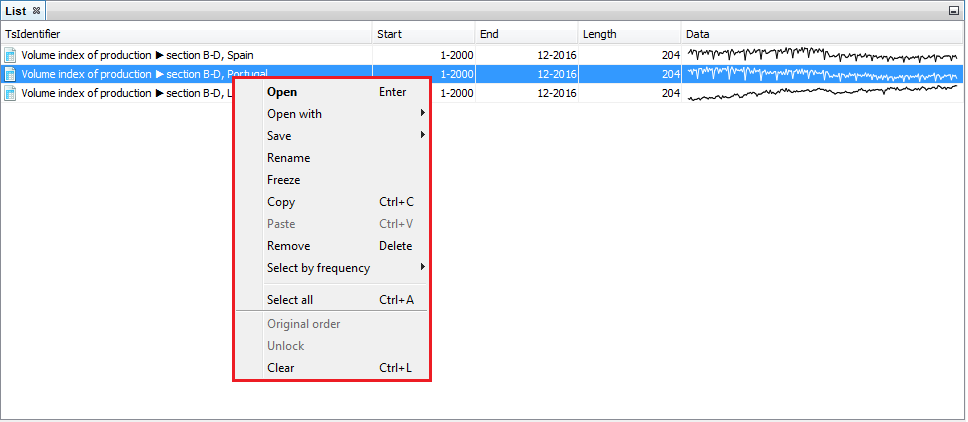 List
TsIdentifier Start End Length Data
Volume index of production ► section B-D, Spain 1-2000 12-2016 204
Volume index of production ► section B-D, Portugal 1-2000 12-2016 204
Volume index of production ► section B-D, L 1-2000 12-2016 204
Open Enter
Open with
Save
Rename
Freeze
Copy Ctrl+C
Paste Ctrl+V
Remove Delete
Select by frequency
Select all Ctrl+A
Original order
Unlock
Clear Ctrl+L